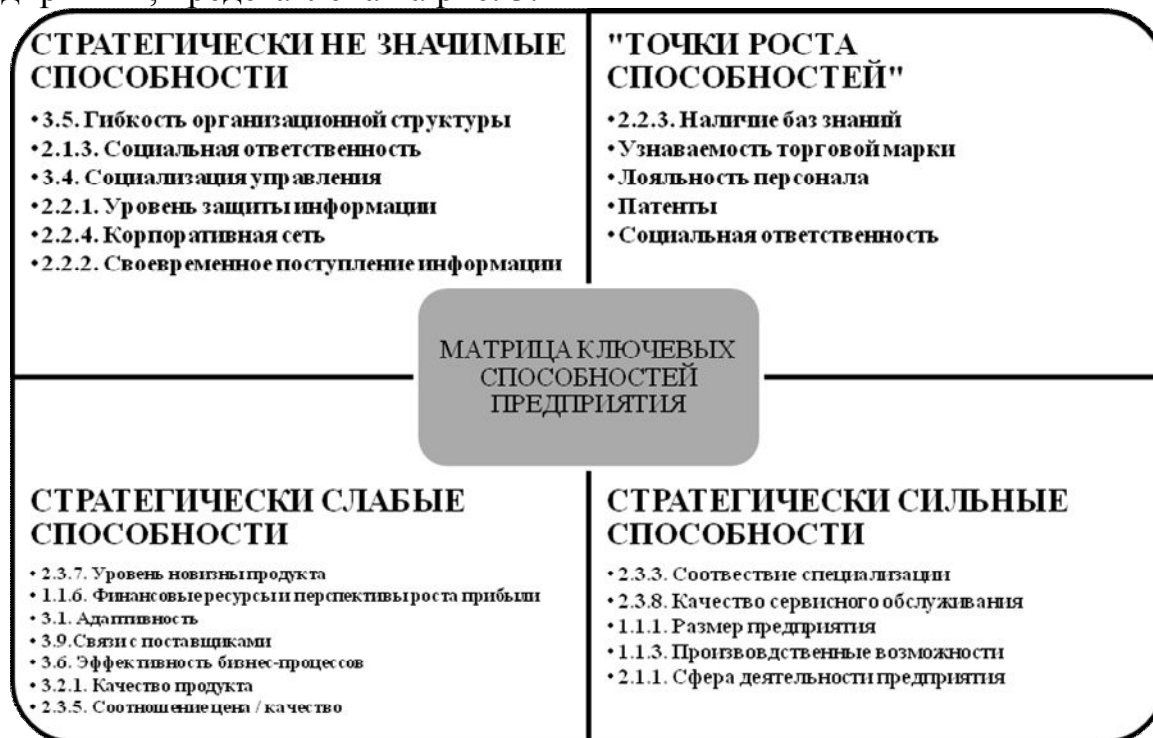 СТРАТЕГИЧЕСКИ НЕ ЗНАЧИМЫЕ
СПОСОБНОСТИ
•3.5. Гибкость организационной структуры
•2.1.3. Социальная ответственность
•3.4. Социализация управления
•2.2.1. Уровень защиты информации
•2.2.4. Корпоративная сеть
•2.2.2. Своевременное поступление информации
"ТОЧКИ РОСТА
СПОСОБНОСТЕЙ"
•2.2.3. Наличие баз знаний
•Узнаваемость торговой марки
•Лояльность персонала
•Патенты
•Социальная ответственность
МАТРИЦА КЛЮЧЕВЫХ
СПОСОБНОСТЕЙ
ПРЕДПРИЯТИЯ
СТРАТЕГИЧЕСКИ СЛАБЫЕ
СПОСОБНОСТИ
• 2.3.7. Уровень новизны продукта
• 1.1.6. Финансовые ресурсы и перспективы роста прибыли
• 3.1. Адаптивность
• 3.9.Связи с поставщиками
• 3.6. Эффективность бизнес-процессов
• 3.2.1. Качество продукта
• 2.3.5. Соотношение цена / качество
СТРАТЕГИЧЕСКИ СИЛЬНЫЕ
СПОСОБНОСТИ
• 2.3.3. Соотвествие специализации
• 2.3.8. Качество сервисного обслуживания
• 1.1.1. Размер предприятия
• 1.1.3. Произвовдственные возможности
• 2.1.1. Сфера деятельности предприятия